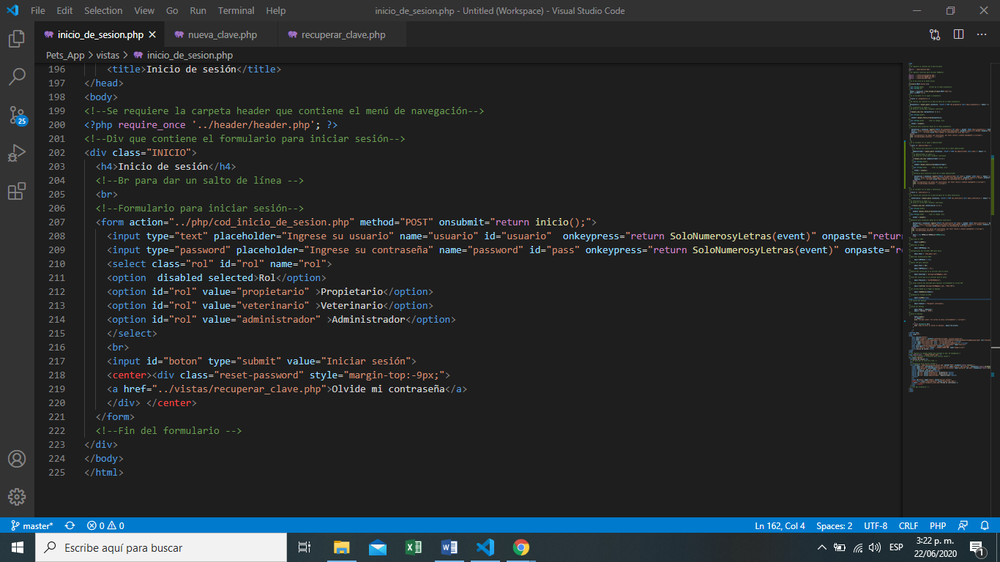 File Edit Selection View Go Run Terminal Help inicio_de_sesion.php - Untitled (Workspace) - Visual Studio Code
inicio_de_sesion.php nueva_clave.php recuperar_clave.php
Pets_App > vistas > inicio_de_sesion.php
196 <title>Inicio de sesión</title>
197 </head>
198 <body>
199 <!--Se requiere la carpeta header que contiene el menú de navegación-->
200 <?php require_once '../header/header.php'; ?>
201 <!--Div que contiene el formulario para iniciar sesión-->
202 <div class="INICIO">
203 <h4>Inicio de sesión</h4>
204 <!--Br para dar un salto de línea -->
205 <br>
206 <!--Formulario para iniciar sesión-->
207 <form action="../php/cod_inicio_de_sesion.php" method="POST" onsubmit="return inicio();">
208 <input type="text" placeholder="Ingrese su usuario" name="usuario" id="usuario"  onkeypress="return SoloNumerosyLetras(event)" onpaste="retur
209 <input type="password" placeholder="Ingrese su contraseña" name="password" id="pass" onkeypress="return SoloNumerosyLetras(event)" onpaste="re
210 <select class="rol" id="rol" name="rol">
211 <option  disabled selected>Rol</option>
212 <option id="rol" value="propietario" >Propietario</option>
213 <option id="rol" value="veterinario" >Veterinario</option>
214 <option id="rol" value="administrador" >Administrador</option>
215 </select>
216 <br>
217 <input id="boton" type="submit" value="Iniciar sesión">
218 <center><div class="reset-password" style="margin-top:-9px;">
219 <a href="../vistas/recuperar_clave.php">Olvide mi contraseña</a>
220 </div> </center>
221 </form>
222 <!--Fin del formulario -->
223 </div>
224 </body>
225 </html>
25
master* 0 0 Ln 162, Col 4 Spaces: 2 UTF-8 CRLF PHP
Escribe aquí para buscar ESP 3:22 p. m.
22/06/2020 1